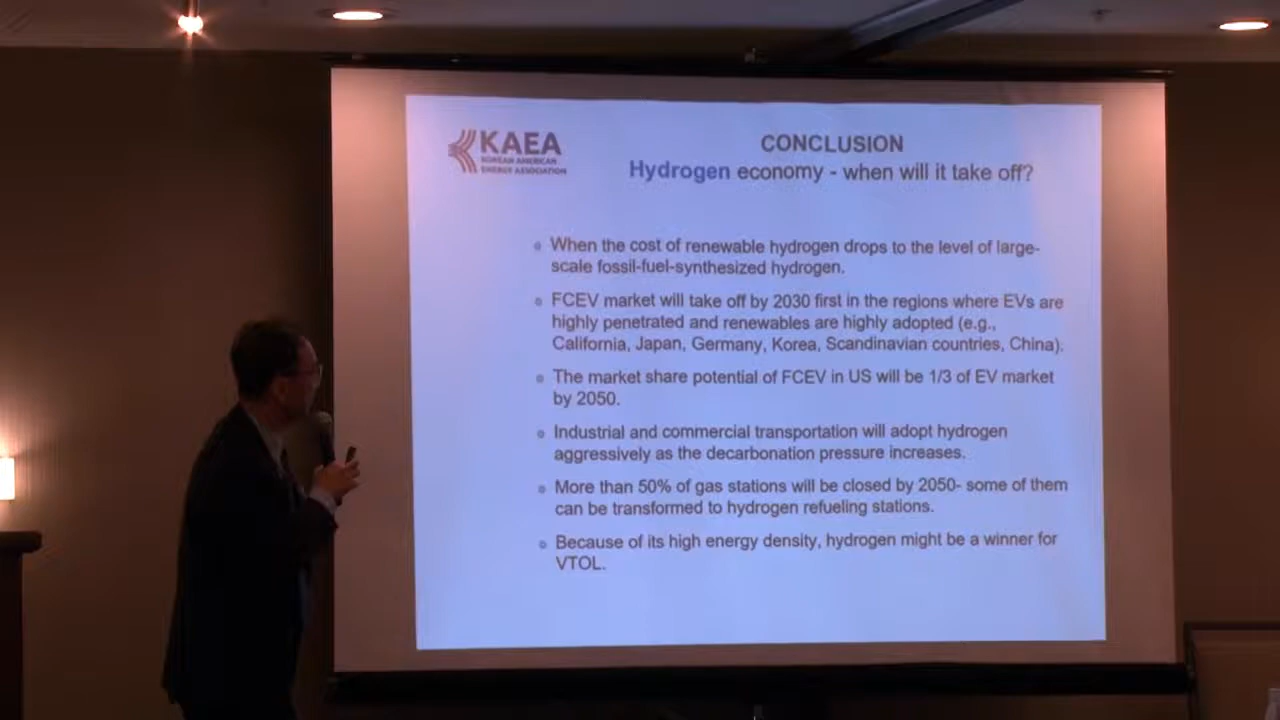 KAEA
KOREAN AMERICAN
ENERGY ASSOCIATION
CONCLUSION
Hydrogen economy - when will it take off?
When the cost of renewable hydrogen drops to the level of large-
scale fossil-fuel-synthesized hydrogen.
FCEV market will take off by 2030 first in the regions where EVs are
highly penetrated and renewables are highly adopted (e.g.,
California, Japan, Germany, Korea, Scandinavian countries, China).
The market share potential of FCEV in US will be 1/3 of EV market
by 2050.
Industrial and commercial transportation will adopt hydrogen
aggressively as the decarbonation pressure increases.
More than 50% of gas stations will be closed by 2050- some of them
can be transformed to hydrogen refueling stations.
Because of its high energy density, hydrogen might be a winner for
VTOL.